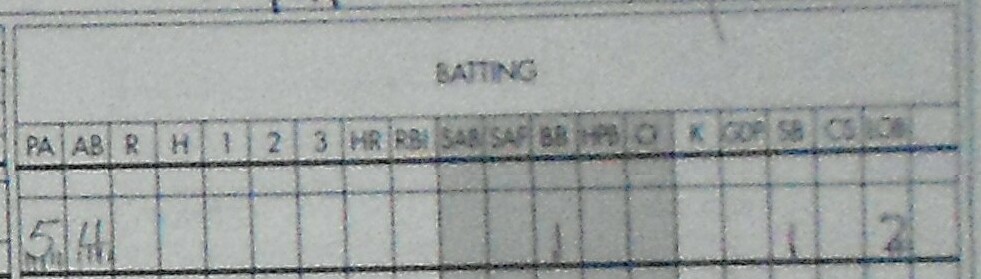 BATTING
PA AB R H 1 2 3 HR RBI SAB SAF BB HPB CI K GDP SB CS LOB
5 4 1 1 2